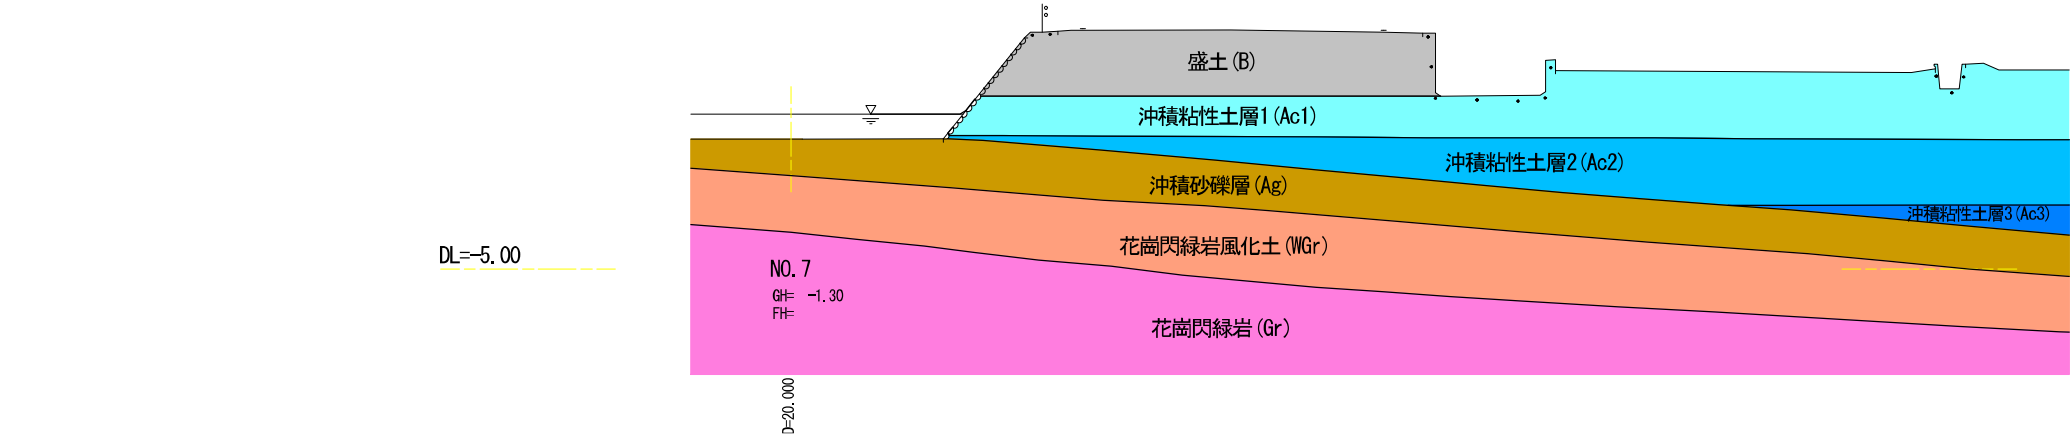 盛土(B)
沖積粘性土層1(Ac1)
沖積粘性土層2(Ac2)
沖積砂礫層(Ag)
沖積粘性土層3(Ac3)
花崗閃緑岩風化土(WGr)
DL=-5.00
NO.7
GH= -1.30
FH=
花崗閃緑岩(Gr)
D=20.000